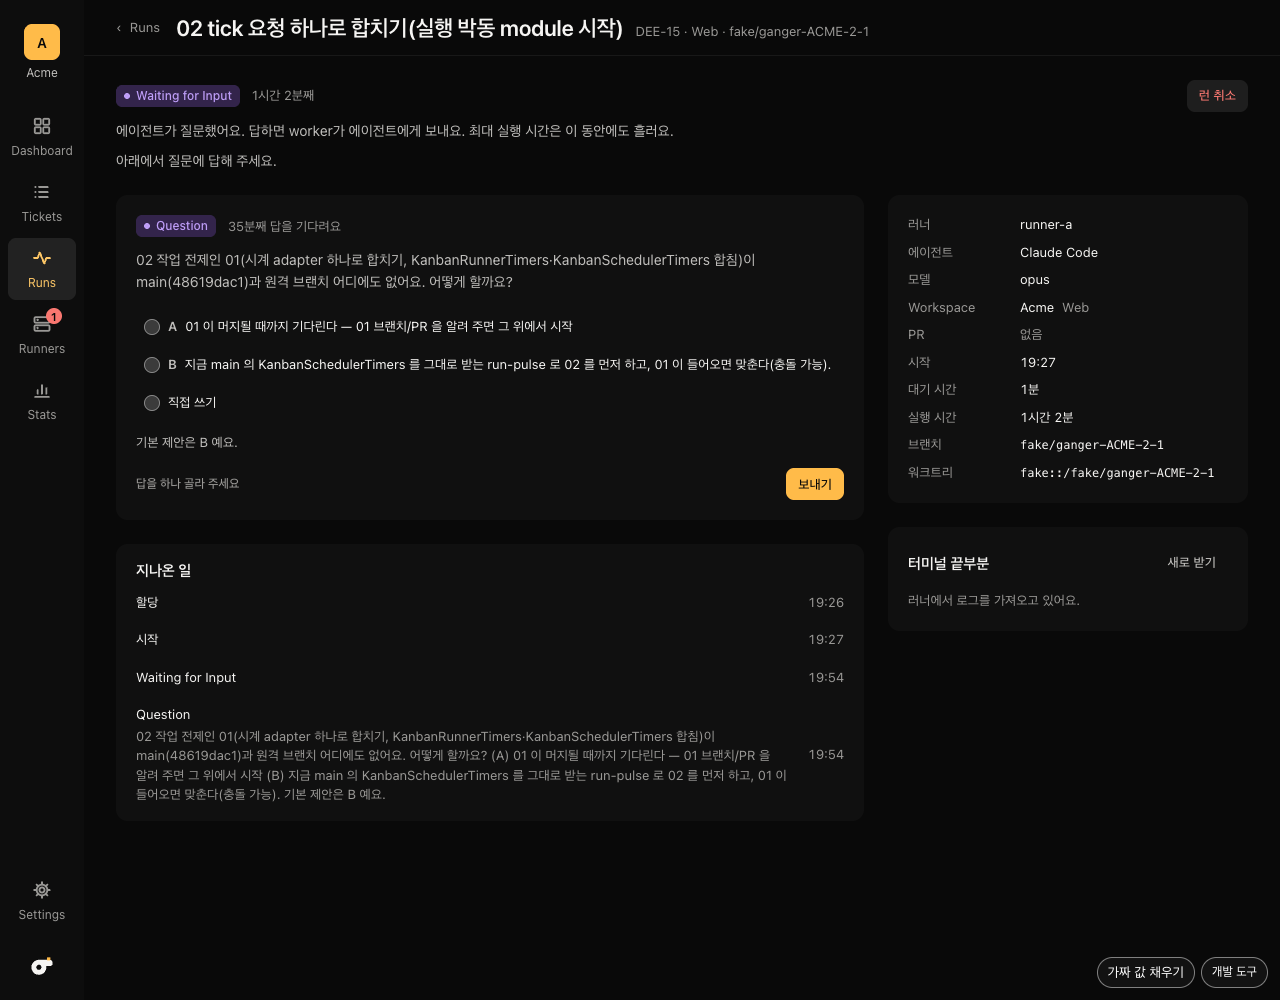 A
Acme
Dashboard
Tickets
Runs
1
Runners
Stats
Settings
‹ Runs
02 tick 요청 하나로 합치기(실행 박동 module 시작)
DEE-15 · Web · fake/ganger-ACME-2-1
Waiting for Input
1시간 2분째
런 취소
에이전트가 질문했어요. 답하면 worker가 에이전트에게 보내요. 최대 실행 시간은 이 동안에도 흘러요.
아래에서 질문에 답해 주세요.
Question
35분째 답을 기다려요
02 작업 전제인 01(시계 adapter 하나로 합치기, KanbanRunnerTimers·KanbanSchedulerTimers 합침)이
main(48619dac1)과 원격 브랜치 어디에도 없어요. 어떻게 할까요?
A 01 이 머지될 때까지 기다린다 — 01 브랜치/PR 을 알려 주면 그 위에서 시작
B 지금 main 의 KanbanSchedulerTimers 를 그대로 받는 run-pulse 로 02 를 먼저 하고, 01 이 들어오면 맞춘다(충돌 가능).
직접 쓰기
기본 제안은 B 예요.
답을 하나 골라 주세요
보내기
지나온 일
할당 19:26
시작 19:27
Waiting for Input 19:54
Question
02 작업 전제인 01(시계 adapter 하나로 합치기, KanbanRunnerTimers·KanbanSchedulerTimers 합침)이
main(48619dac1)과 원격 브랜치 어디에도 없어요. 어떻게 할까요? (A) 01 이 머지될 때까지 기다린다 — 01 브랜치/PR 을
알려 주면 그 위에서 시작 (B) 지금 main 의 KanbanSchedulerTimers 를 그대로 받는 run-pulse 로 02 를 먼저 하고, 01 이
들어오면 맞춘다(충돌 가능). 기본 제안은 B 예요.
19:54
러너 runner-a
에이전트 Claude Code
모델 opus
Workspace Acme Web
PR 없음
시작 19:27
대기 시간 1분
실행 시간 1시간 2분
브랜치 fake/ganger-ACME-2-1
워크트리 fake::/fake/ganger-ACME-2-1
터미널 끝부분
새로 받기
러너에서 로그를 가져오고 있어요.
가짜 값 채우기
개발 도구